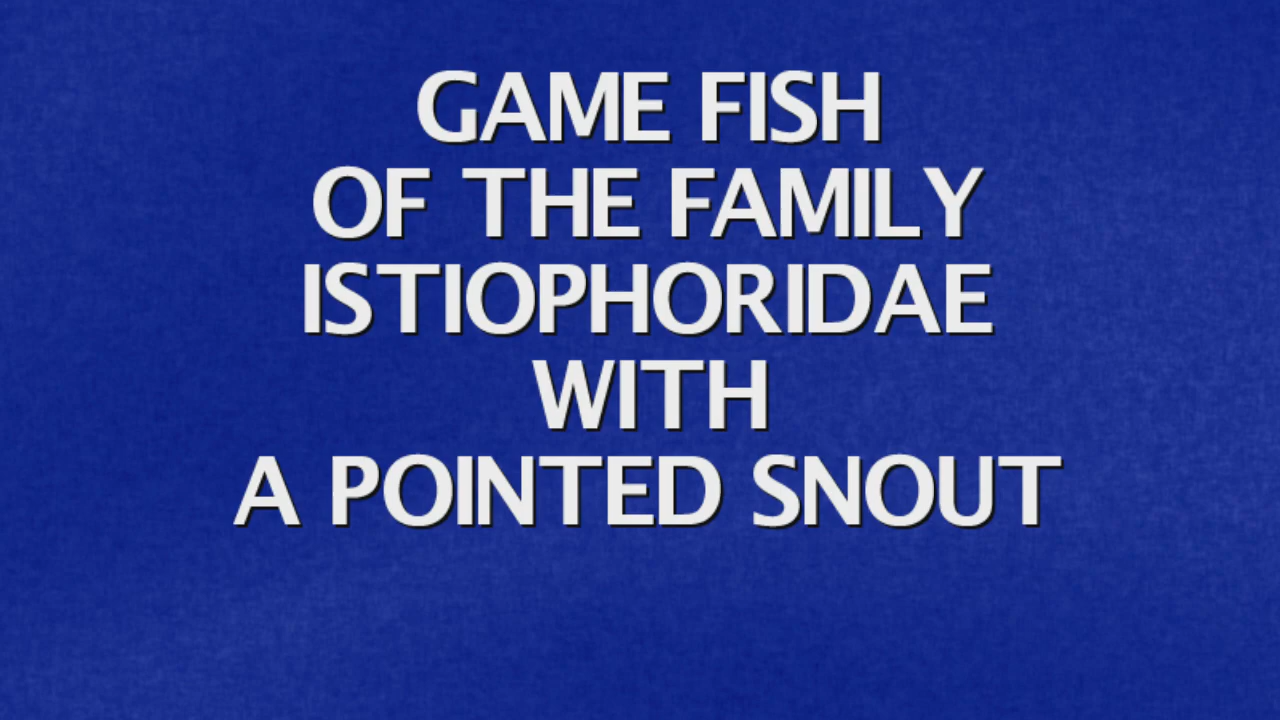 GAME FISH
OF THE FAMILY
ISTIOPHORIDAE
WITH
A POINTED SNOUT